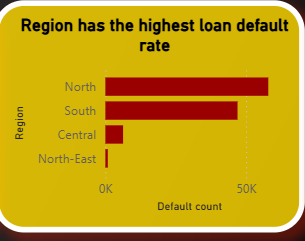 Region has the highest loan default
rate
North
South
Central
North-East
Region
0K
50K
Default count